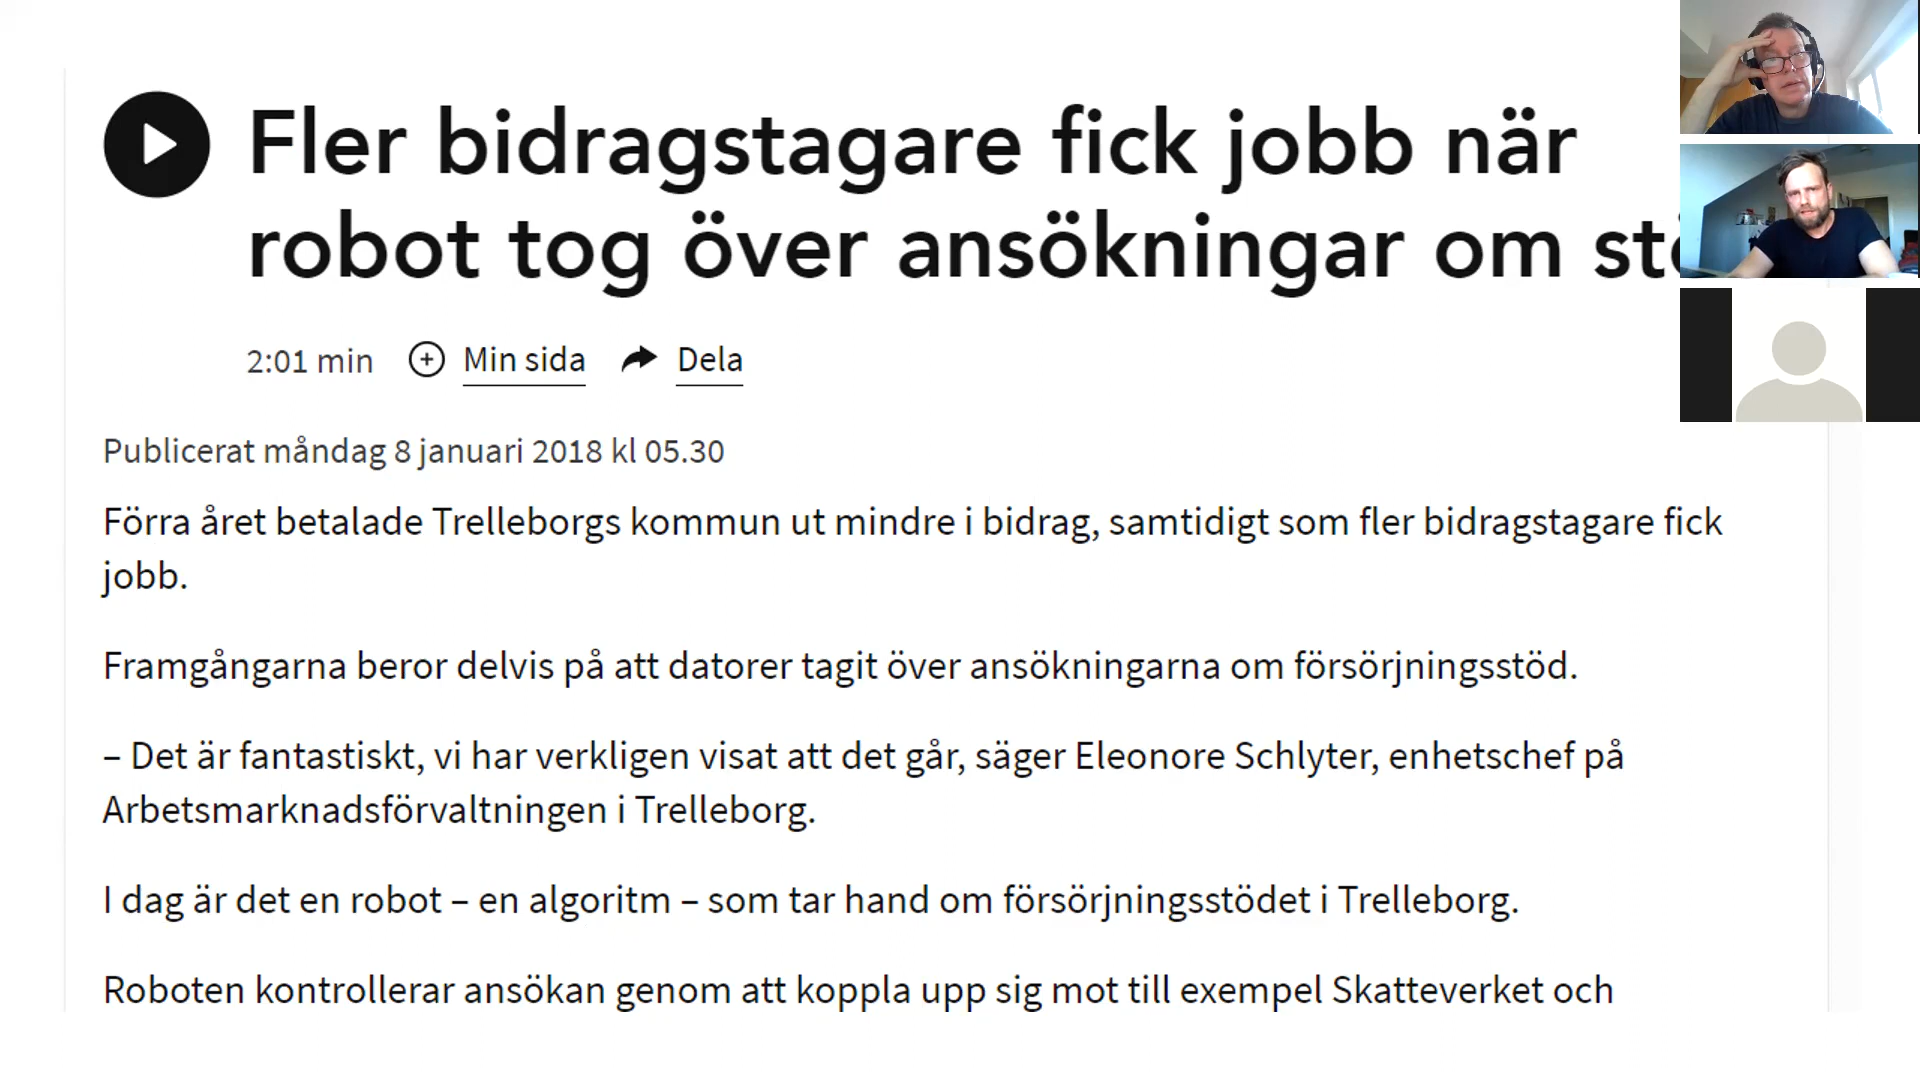 Fler bidragstagare fick jobb när
robot tog över ansökningar om
2:01 min Min sida Dela
Publicerat måndag 8 januari 2018 kl 05.30
Förra året betalade Trelleborgs kommun ut mindre i bidrag, samtidigt som fler bidragstagare fick
jobb.
Framgångarna beror delvis på att datorer tagit över ansökningarna om försörjningsstöd.
– Det är fantastiskt, vi har verkligen visat att det går, säger Eleonore Schlyter, enhetschef på
Arbetsmarknadsförvaltningen i Trelleborg.
I dag är det en robot – en algoritm – som tar hand om försörjningsstödet i Trelleborg.
Roboten kontrollerar ansökan genom att koppla upp sig mot till exempel Skatteverket och